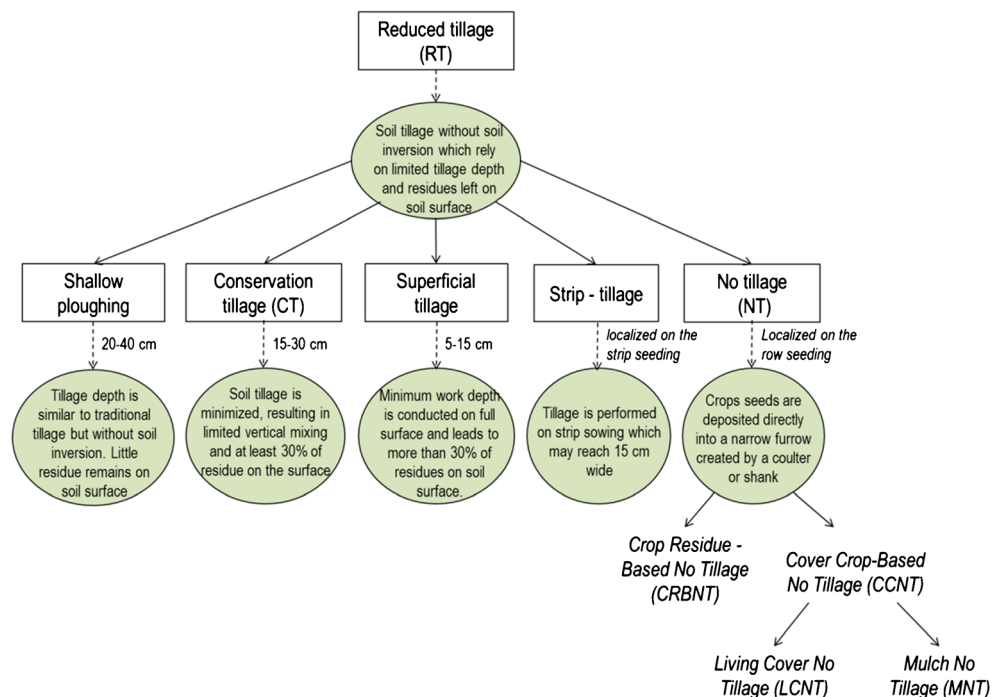 Reduced tillage
(RT)
Soil tillage without soil
inversion which rely
on limited tillage depth
and residues left on
soil surface
Shallow
ploughing
Conservation
tillage (CT)
Superficial
tillage
Strip - tillage
No tillage
(NT)
20-40 cm
15-30 cm
5-15 cm
localized on the
strip seeding
Localized on the
row seeding
Tillage depth is
similar to traditional
tillage but without soil
inversion. Little
residue remains on
soil surface
Soil tillage is
minimized, resulting in
limited vertical mixing
and at least 30% of
residue on the surface
Minimum work depth
is conducted on full
surface and leads to
more than 30% of
residues on soil
surface.
Tillage is performed
on strip sowing which
may reach 15 cm
wide
Crops seeds are
deposited directly
into a narrow furrow
created by a coulter
or shank
Crop Residue -
Based No Tillage
(CRBNT)
Cover Crop-Based
No Tillage (CCNT)
Living Cover No
Tillage (LCNT)
Mulch No
Tillage (MNT)